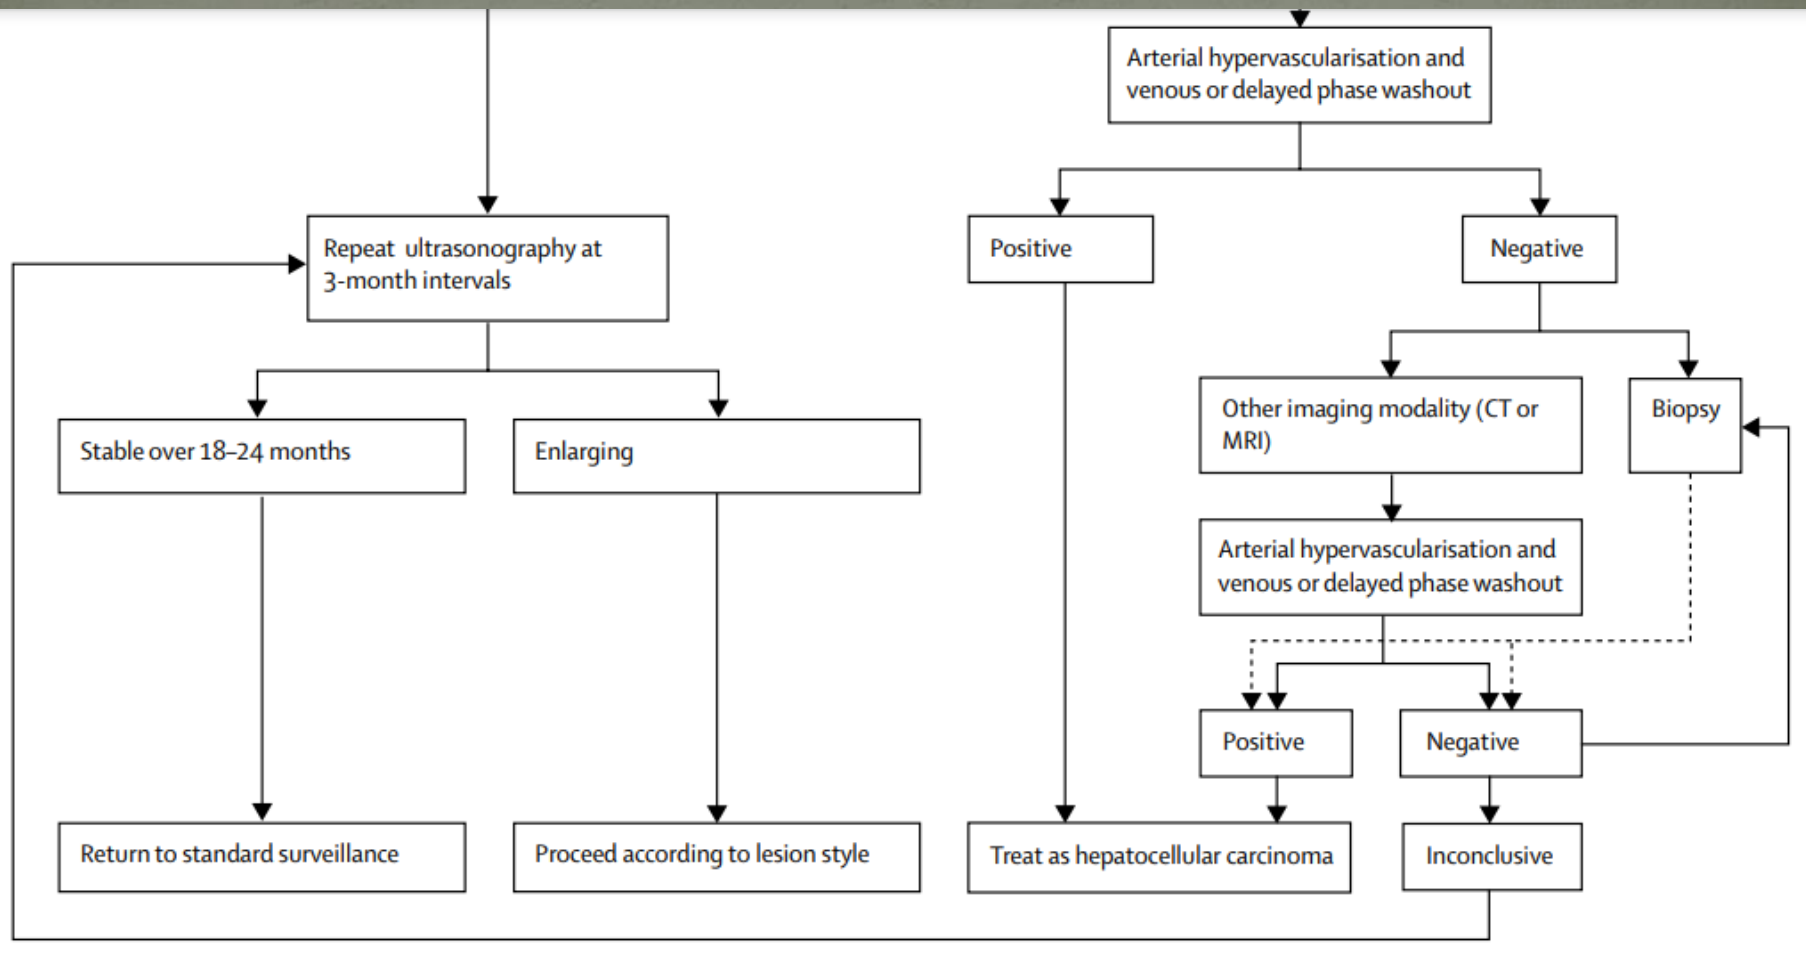 Arterial hypervascularisation and
venous or delayed phase washout
Repeat ultrasonography at
3-month intervals
Positive
Negative
Other imaging modality (CT or
MRI)
Biopsy
Stable over 18–24 months
Enlarging
Arterial hypervascularisation and
venous or delayed phase washout
Positive
Negative
Return to standard surveillance
Proceed according to lesion style
Treat as hepatocellular carcinoma
Inconclusive